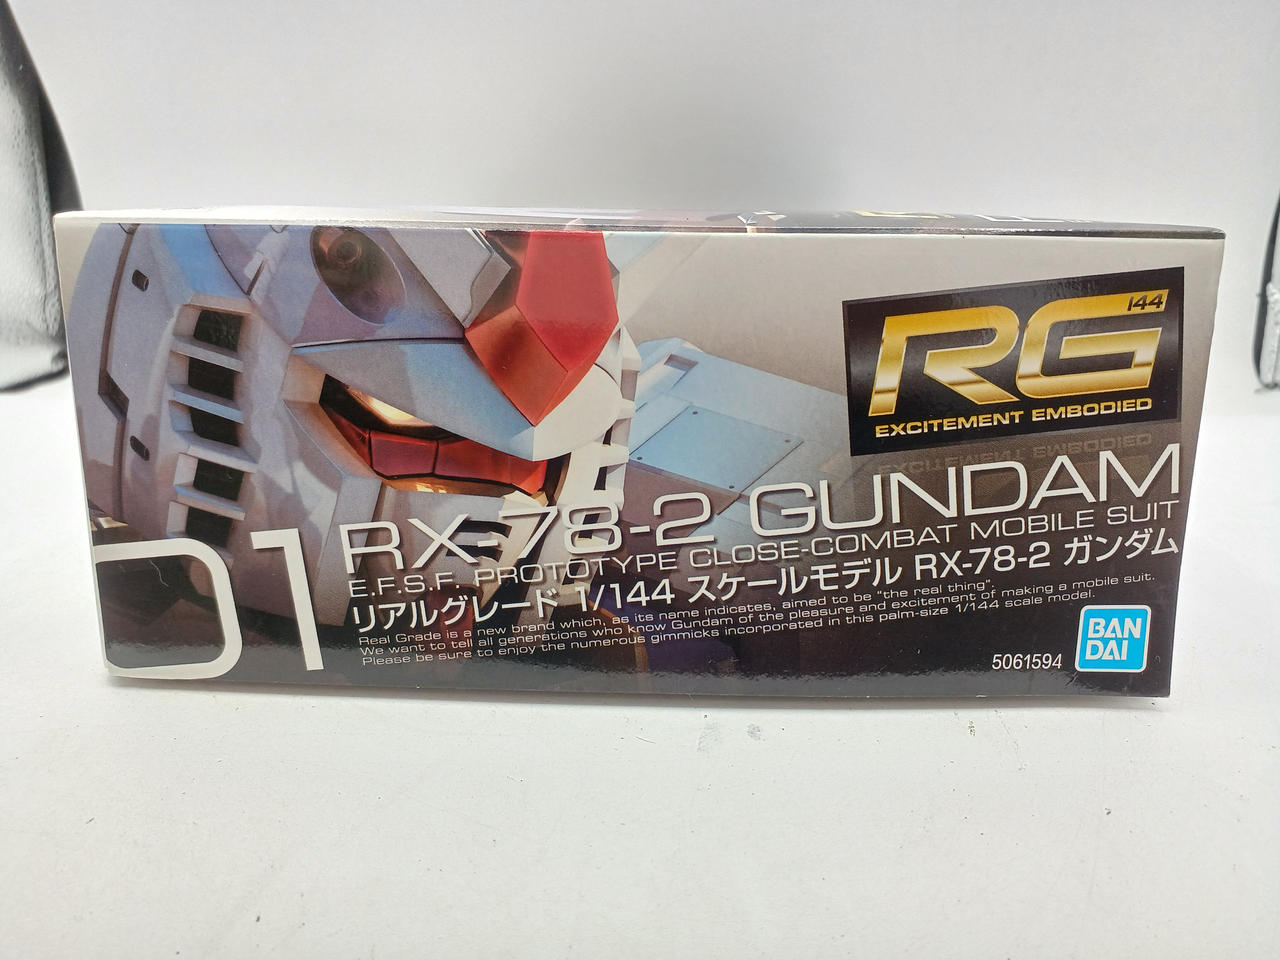 RG
144
EXCITEMENT EMBODIED
01
RX-78-2 GUNDAM
E.F.S.F. PROTOTYPE CLOSE-COMBAT MOBILE SUIT
リアルグレード 1/144 スケールモデル RX-78-2 ガンダム
Real Grade is a new brand which, as its name indicates, aimed to be "the real thing".
We want to tell all generations who know Gundam of the pleasure and excitement of making a mobile suit.
Please be sure to enjoy the numerous gimmicks incorporated in this palm-size 1/144 scale model.
5061594
BAN
DAI